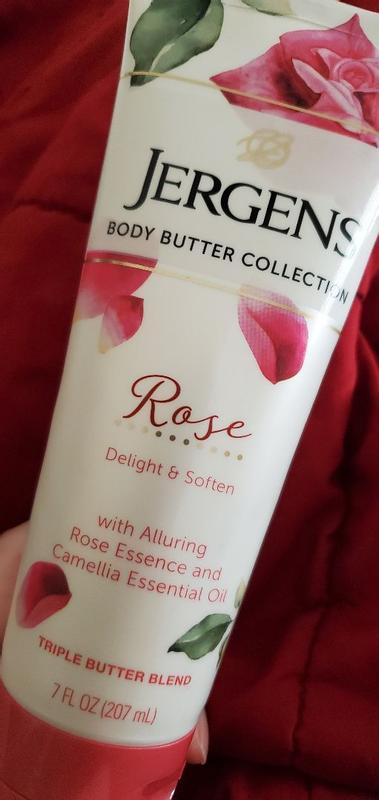 JERGENS
BODY BUTTER COLLECTION
Rose
Delight & Soften
with Alluring
Rose Essence and
Camellia Essential Oil
TRIPLE BUTTER BLEND
7 FL OZ (207 mL)